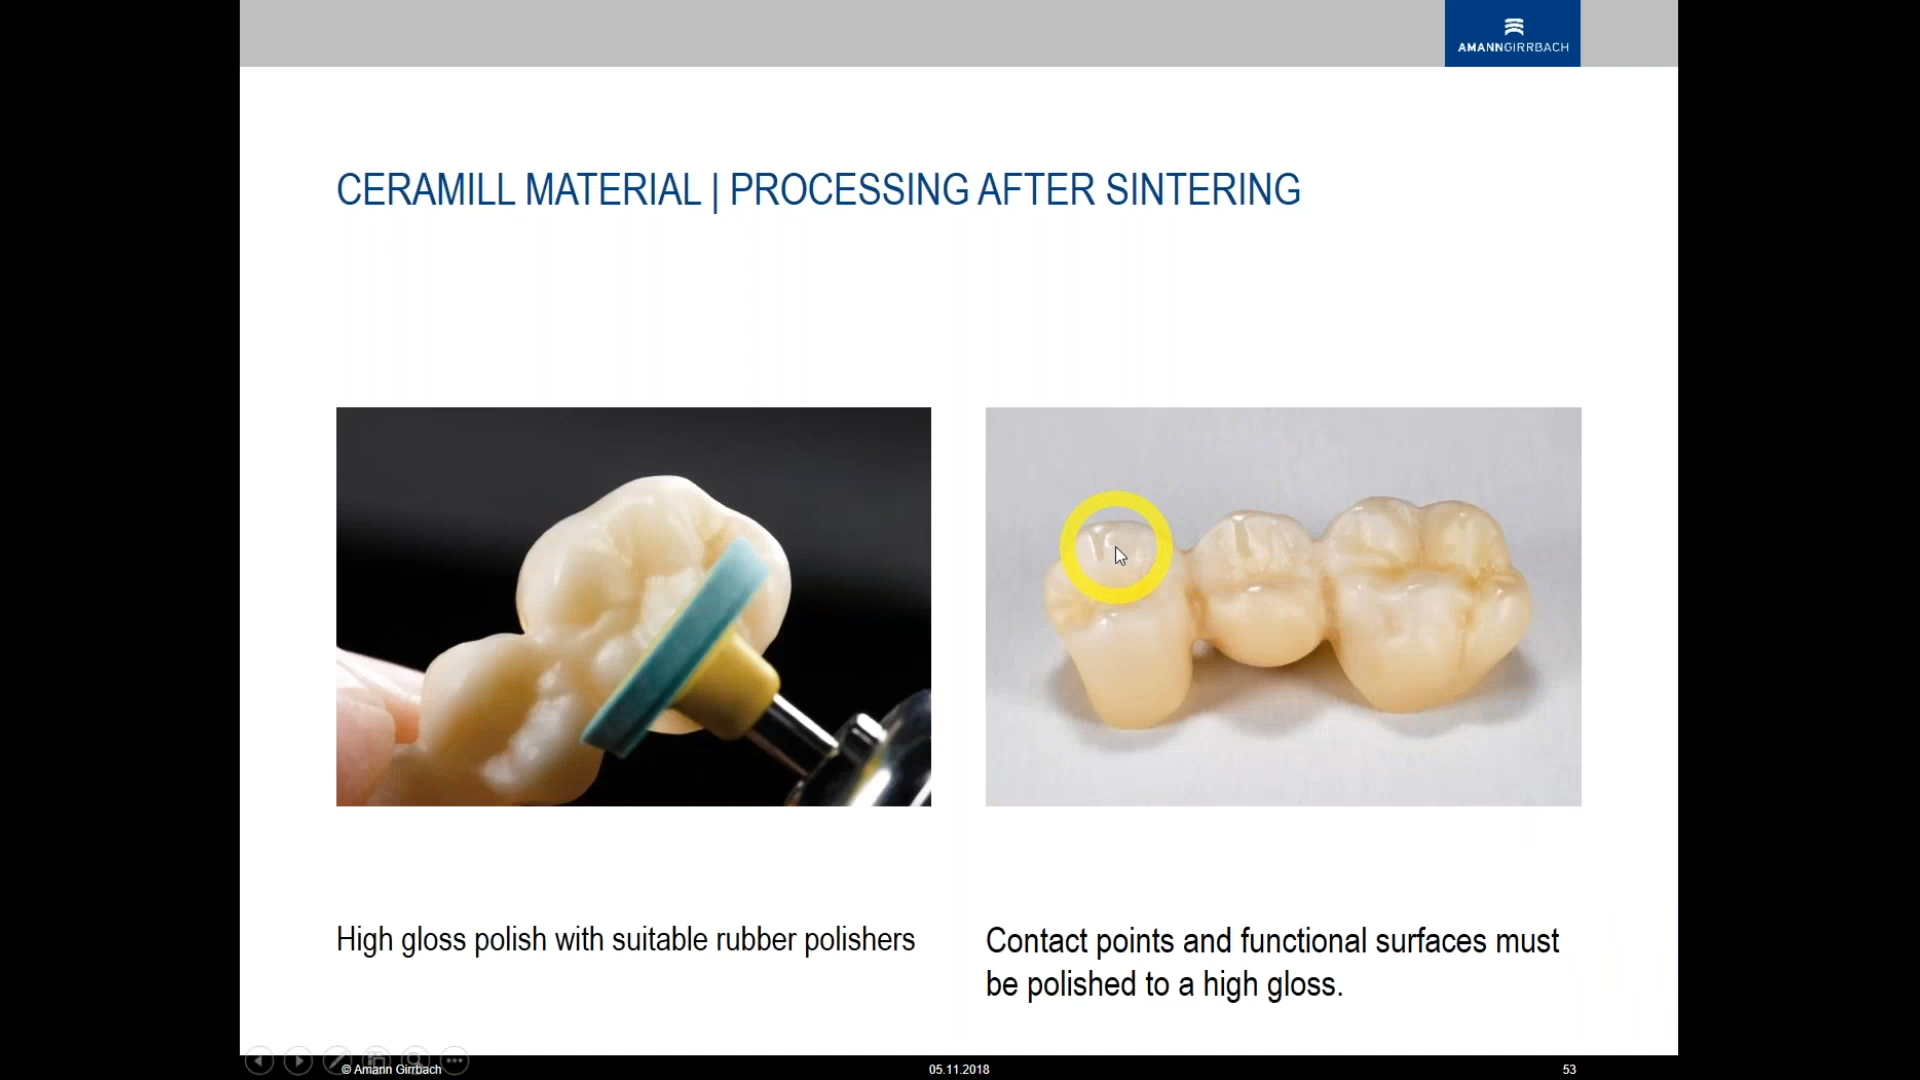 AMANNGIRRBACH
CERAMILL MATERIAL | PROCESSING AFTER SINTERING
High gloss polish with suitable rubber polishers
Contact points and functional surfaces must
be polished to a high gloss.
© Amann Girrbach
05.11.2018
53